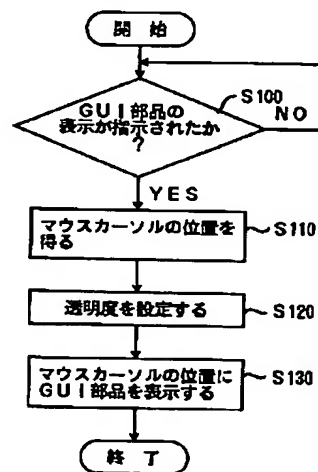 開 始
GUI部品の
表示が指示されたか
?
S100
NO
YES
マウスカーソルの位置を
得る
S110
透明度を設定する
S120
マウスカーソルの位置に
GUI部品を表示する
S130
終 了